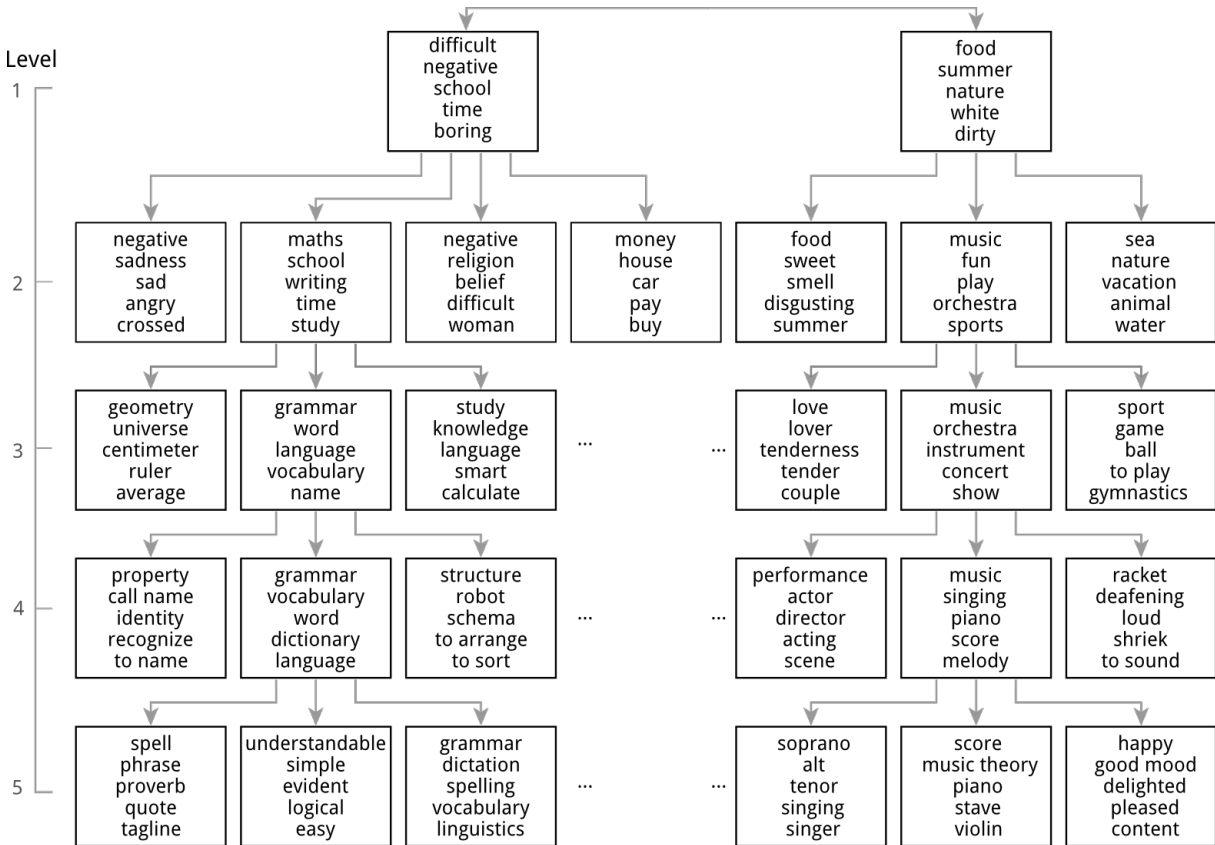 Level
1
difficult
negative
school
time
boring
food
summer
nature
white
dirty
2
negative
sadness
sad
angry
crossed
maths
school
writing
time
study
negative
religion
belief
difficult
woman
money
house
car
pay
buy
food
sweet
smell
disgusting
summer
music
fun
play
orchestra
sports
sea
nature
vacation
animal
water
3
geometry
universe
centimeter
ruler
average
grammar
word
language
vocabulary
name
study
knowledge
language
smart
calculate
...
...
love
lover
tenderness
tender
couple
music
orchestra
instrument
concert
show
sport
game
ball
to play
gymnastics
4
property
call name
identity
recognize
to name
grammar
vocabulary
word
dictionary
language
structure
robot
schema
to arrange
to sort
...
...
performance
actor
director
acting
scene
music
singing
piano
score
melody
racket
deafening
loud
shriek
to sound
5
spell
phrase
proverb
quote
tagline
understandable
simple
evident
logical
easy
grammar
dictation
spelling
vocabulary
linguistics
...
...
soprano
alt
tenor
singing
singer
score
music theory
piano
stave
violin
happy
good mood
delighted
pleased
content